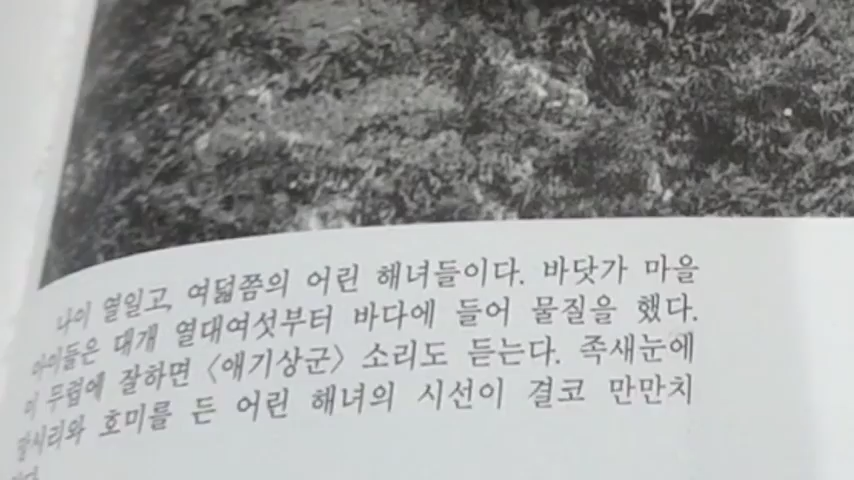 나이 열일고, 여덟쯤의 어린 해녀들이다. 바닷가 마을
아이들은 대개 열대여섯부터 바다에 들어 물질을 했다.
이 무렵에 잘하면 〈애기상군〉 소리도 듣는다. 족새눈에
호미를 든 어린 해녀의 시선이 결코 만만치